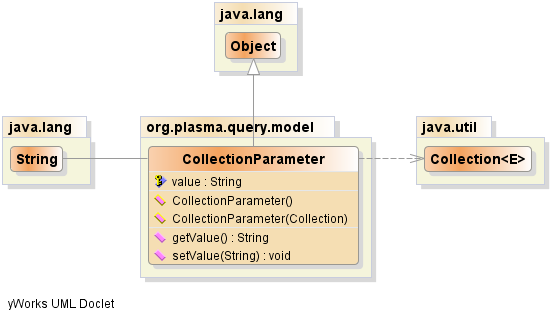 java.lang
Object
java.lang
String
org.plasma.query.model
CollectionParameter
value : String
CollectionParameter()
CollectionParameter(Collection)
getValue() : String
setValue(String) : void
java.util
Collection<E>
yWorks UML Doclet